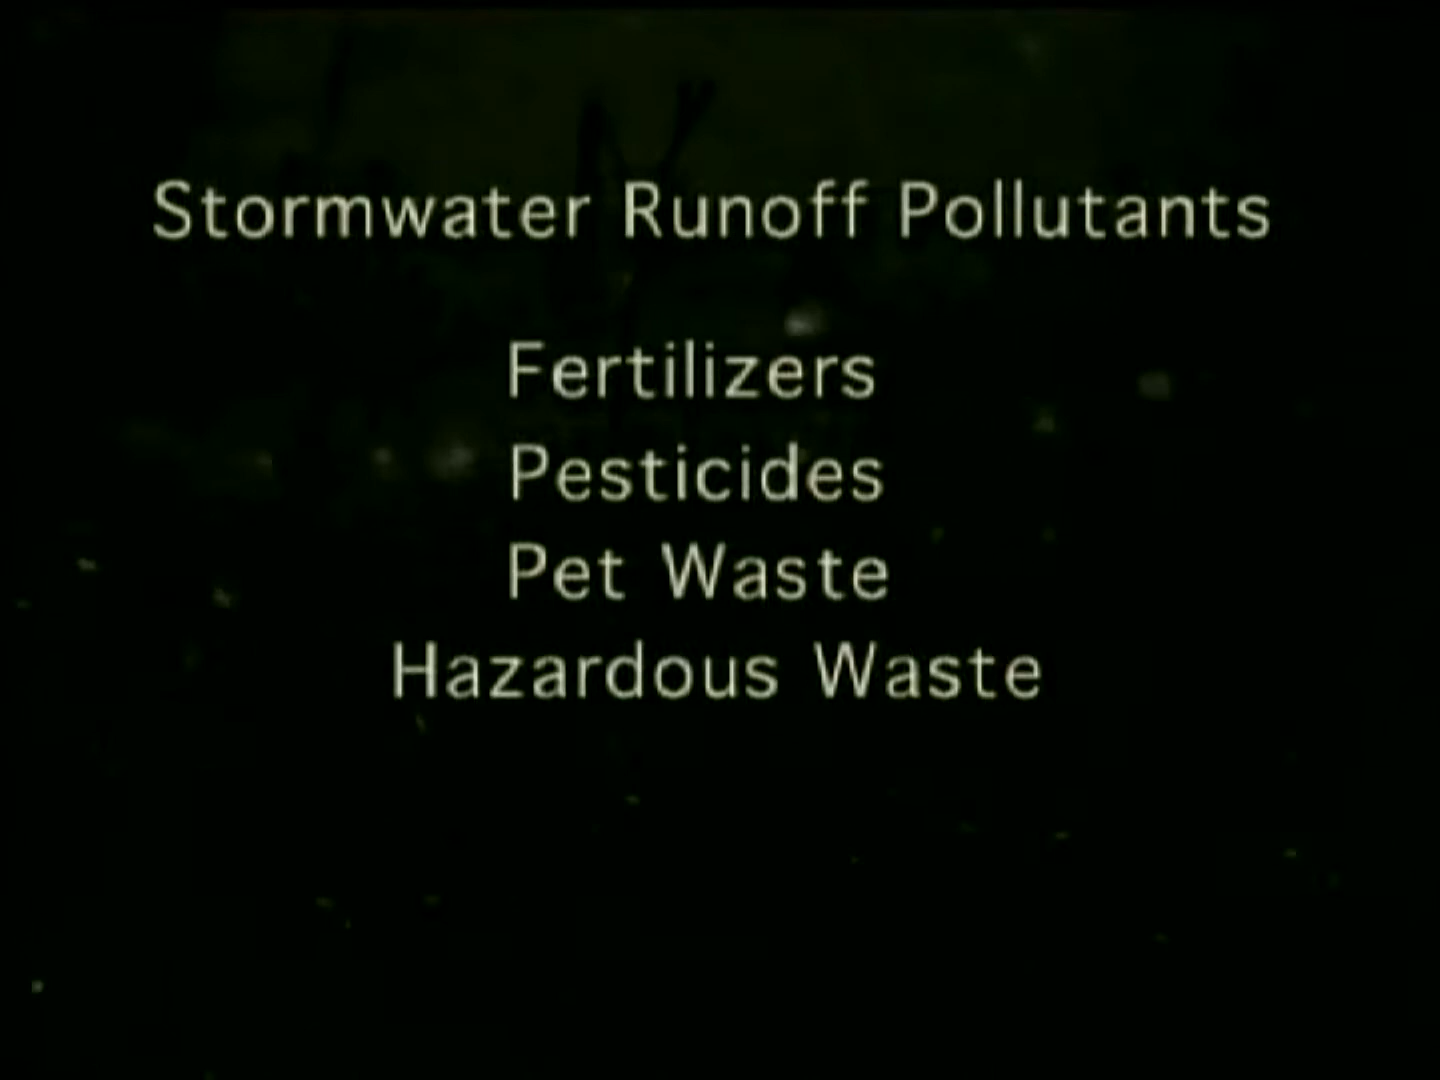 Stormwater Runoff Pollutants
Fertilizers
Pesticides
Pet Waste
Hazardous Waste